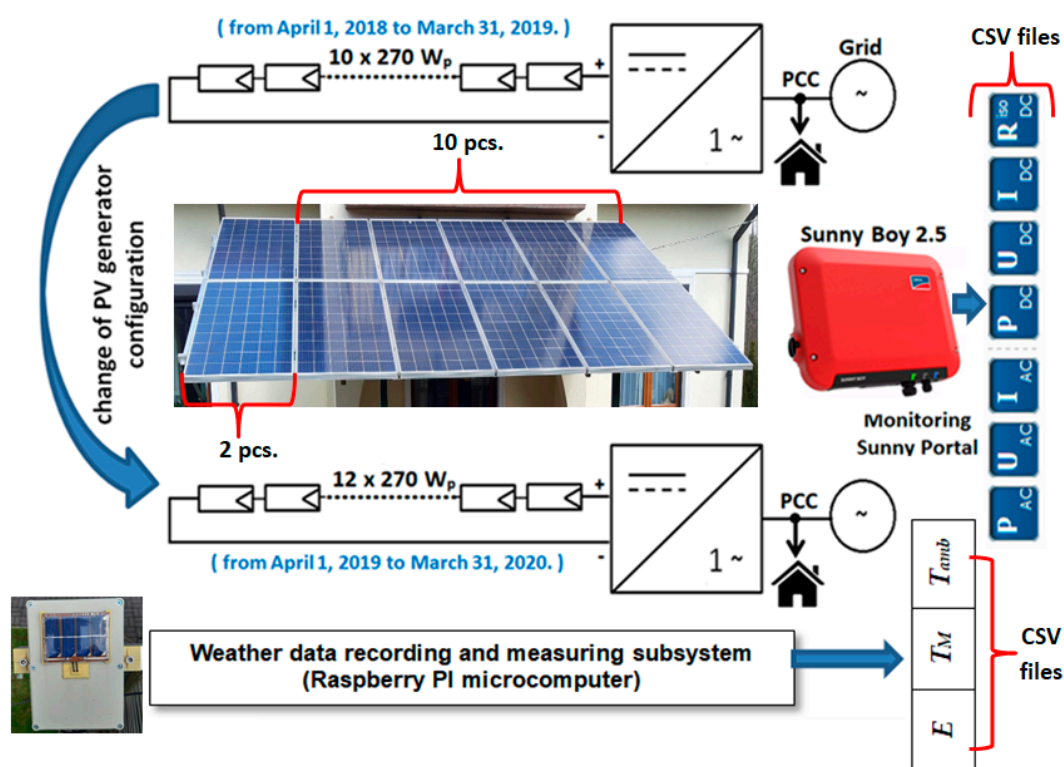 ( from April 1, 2018 to March 31, 2019. )
10 x 270 Wp
+
-
1 ~
PCC
Grid
~
CSV files
Riso DC
I DC
U DC
P DC
I AC
U AC
P AC
change of PV generator
configuration
10 pcs.
2 pcs.
Sunny Boy 2.5
SUNNY BOY
Monitoring
Sunny Portal
12 x 270 Wp
+
-
1 ~
PCC
~
( from April 1, 2019 to March 31, 2020. )
Weather data recording and measuring subsystem
(Raspberry PI microcomputer)
Tamb
TM
E
CSV
files